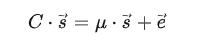 C · s⃗ = μ · s⃗ + e⃗